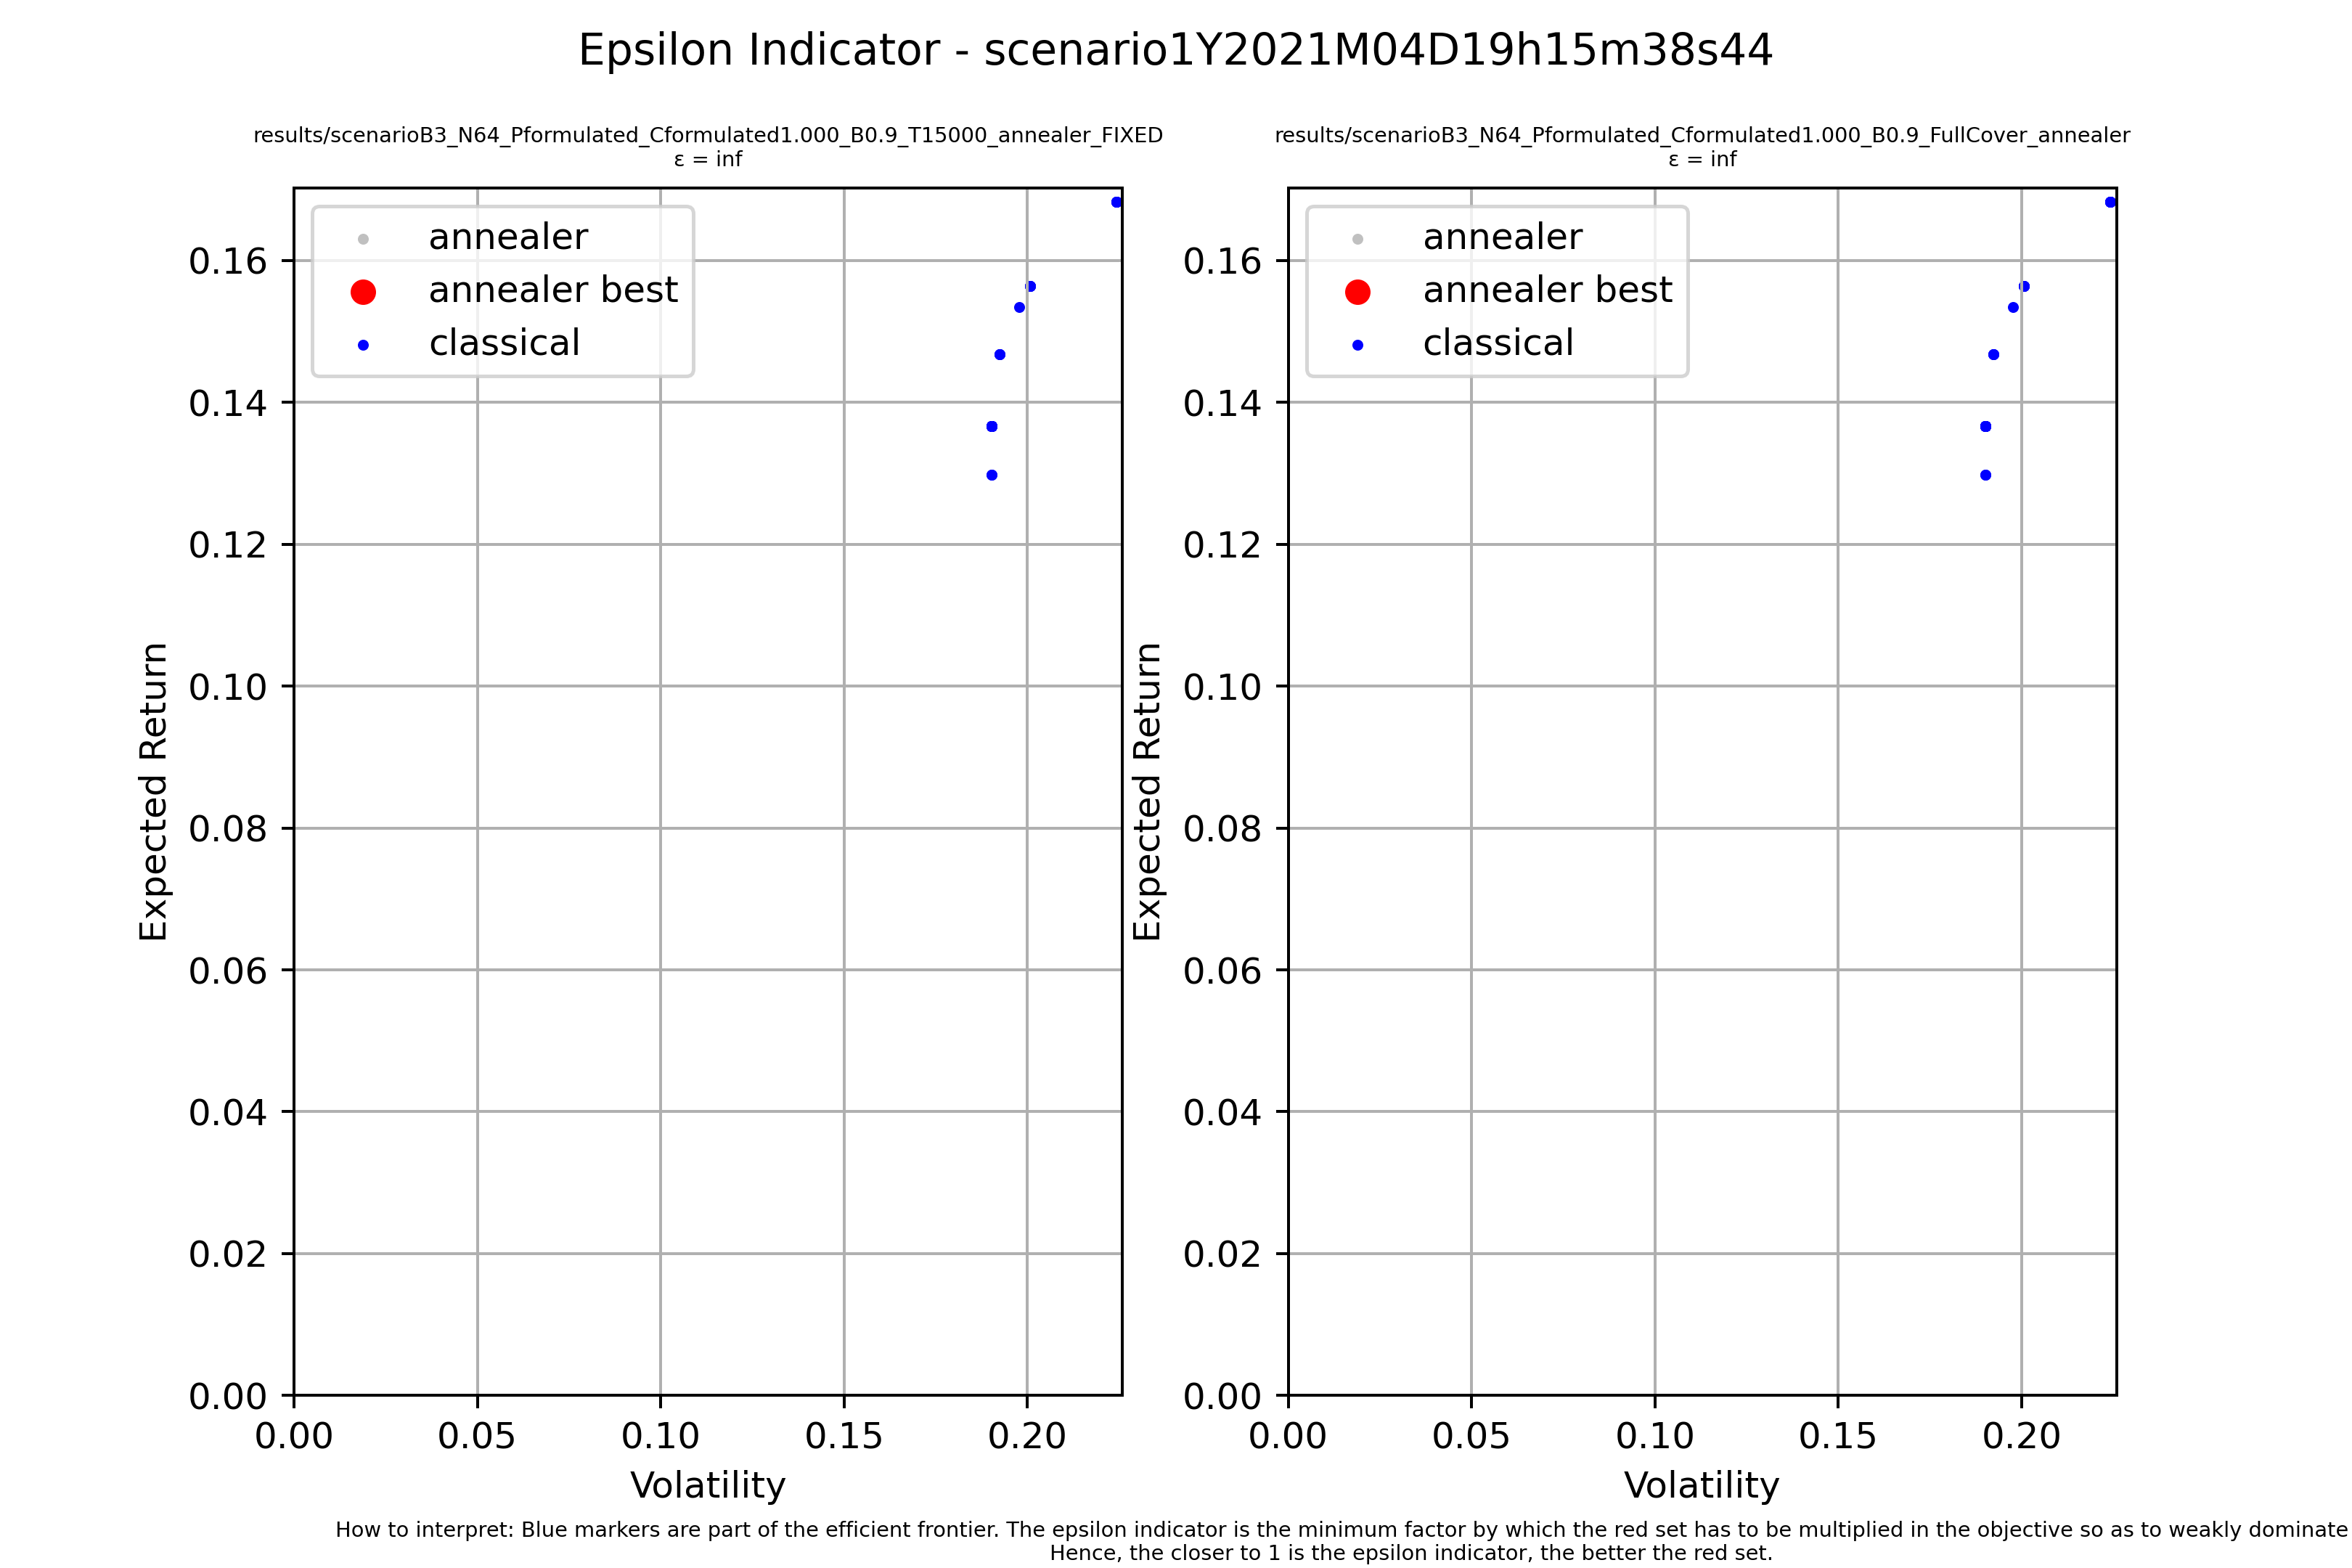 Epsilon Indicator - scenario1Y2021M04D19h15m38s44
results/scenarioB3_N64_Pformulated_Cformulated1.000_B0.9_T15000_annealer_FIXED
ε = inf
annealer
annealer best
classical
0.16
0.14
0.12
0.10
0.08
0.06
0.04
0.02
0.00
Expected Return
0.00 0.05 0.10 0.15 0.20
Volatility
results/scenarioB3_N64_Pformulated_Cformulated1.000_B0.9_FullCover_annealer
ε = inf
annealer
annealer best
classical
0.16
0.14
0.12
0.10
0.08
0.06
0.04
0.02
0.00
Expected Return
0.00 0.05 0.10 0.15 0.20
Volatility
How to interpret: Blue markers are part of the efficient frontier. The epsilon indicator is the minimum factor by which the red set has to be multiplied in the objective so as to weakly dominate
Hence, the closer to 1 is the epsilon indicator, the better the red set.